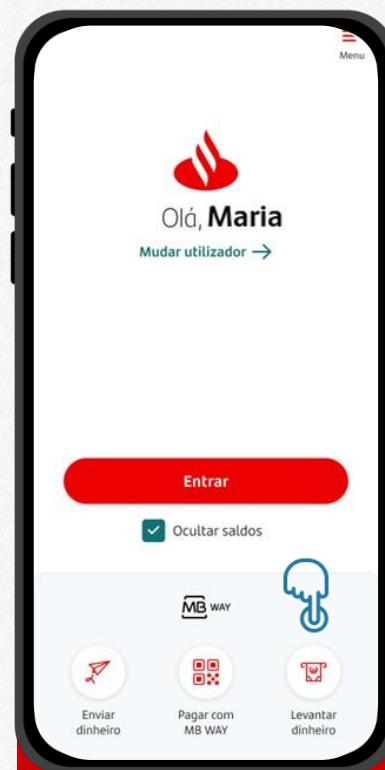 Menu
Olá, Maria
Mudar utilizador →
Entrar
Ocultar saldos
MB WAY
Enviar
dinheiro
Pagar com
MB WAY
Levantar
dinheiro